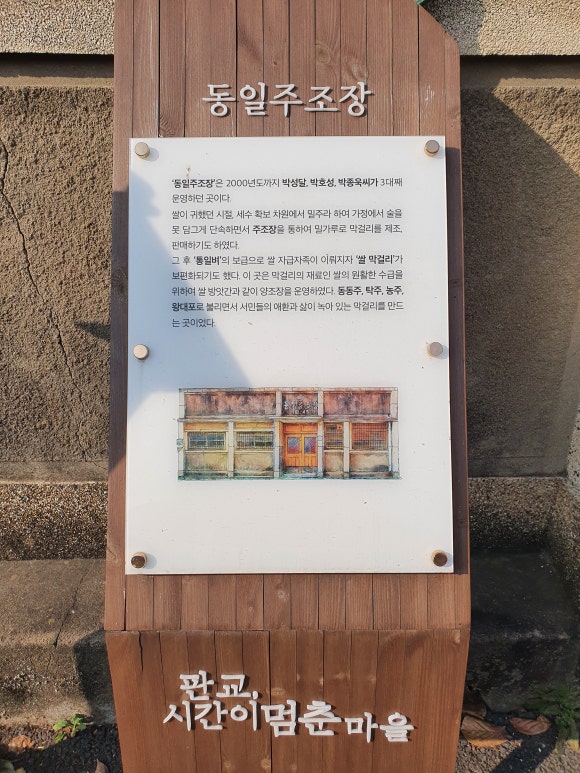 동일주조장
'동일주조장'은 2000년도까지 박성달, 박호성, 박종욱씨가 3대째
운영하던 곳이다.
쌀이 귀했던 시절, 세수 확보 차원에서 밀주라 하여 가정에서 술을
못 담그게 단속하면서 주조장을 통하여 밀가루로 막걸리를 제조,
판매하기도 하였다.
그 후 '통일벼'의 보급으로 쌀 자급자족이 이뤄지자 '쌀 막걸리'가
보편화되기도 했다. 이 곳은 막걸리의 재료인 쌀의 원활한 수급을
위하여 쌀 방앗간과 같이 양조장을 운영하였다. 동동주, 탁주, 농주,
왕대포로 불리면서 서민들의 애환과 삶이 녹아 있는 막걸리를 만드
는 곳이었다.
판교,
시간이멈춘마을